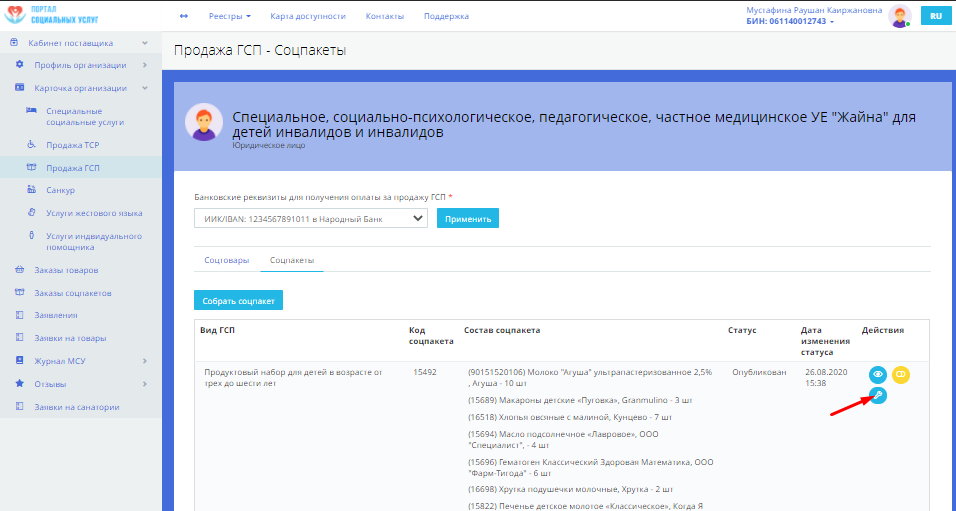 ПОРТАЛ
СОЦИАЛЬНЫХ УСЛУГ
Реестры
Карта доступности
Контакты
Поддержка
Мустафина Раушан Каиржановна
БИН: 061140012743
RU
Кабинет поставщика
Профиль организации
Карточка организации
Специальные
социальные услуги
Продажа ТСР
Продажа ГСП
Санкур
Услуги жестового языка
Услуги индвидуального
помощника
Заказы товаров
Заказы соцпакетов
Заявления
Заявки на товары
Журнал МСУ
Отзывы
Заявки на санатории
Продажа ГСП - Соцпакеты
Специальное, социально-психологическое, педагогическое, частное медицинское УЕ "Жайна" для
детей инвалидов и инвалидов
Юридическое лицо
Банковские реквизиты для получения оплаты за продажу ГСП *
ИИК/IBAN: 1234567891011 в Народный Банк
Применить
Соцтовары
Соцпакеты
Собрать соцпакет
Вид ГСП
Код
соцпакета
Состав соцпакета
Статус
Дата
изменения
статуса
Действия
Продуктовый набор для детей в возрасте от
трех до шести лет
15492
(90151520106) Молоко "Агуша" ультрапастеризованное 2,5%
, Агуша - 10 шт
(15689) Макароны детские «Пуговка», Granmulino - 3 шт
(16518) Хлопья овсяные с малиной, Кунцево - 7 шт
(15694) Масло подсолнечное «Лавровое», ООО
"Специалист", - 4 шт
(15696) Гематоген Классический Здоровая Математика, ООО
"Фарм-Тигода" - 6 шт
(16698) Хрутка подушечки молочные, Хрутка - 2 шт
(15822) Печенье детское молотое «Классическое», Когда Я
Опубликован
26.08.2020
15:38